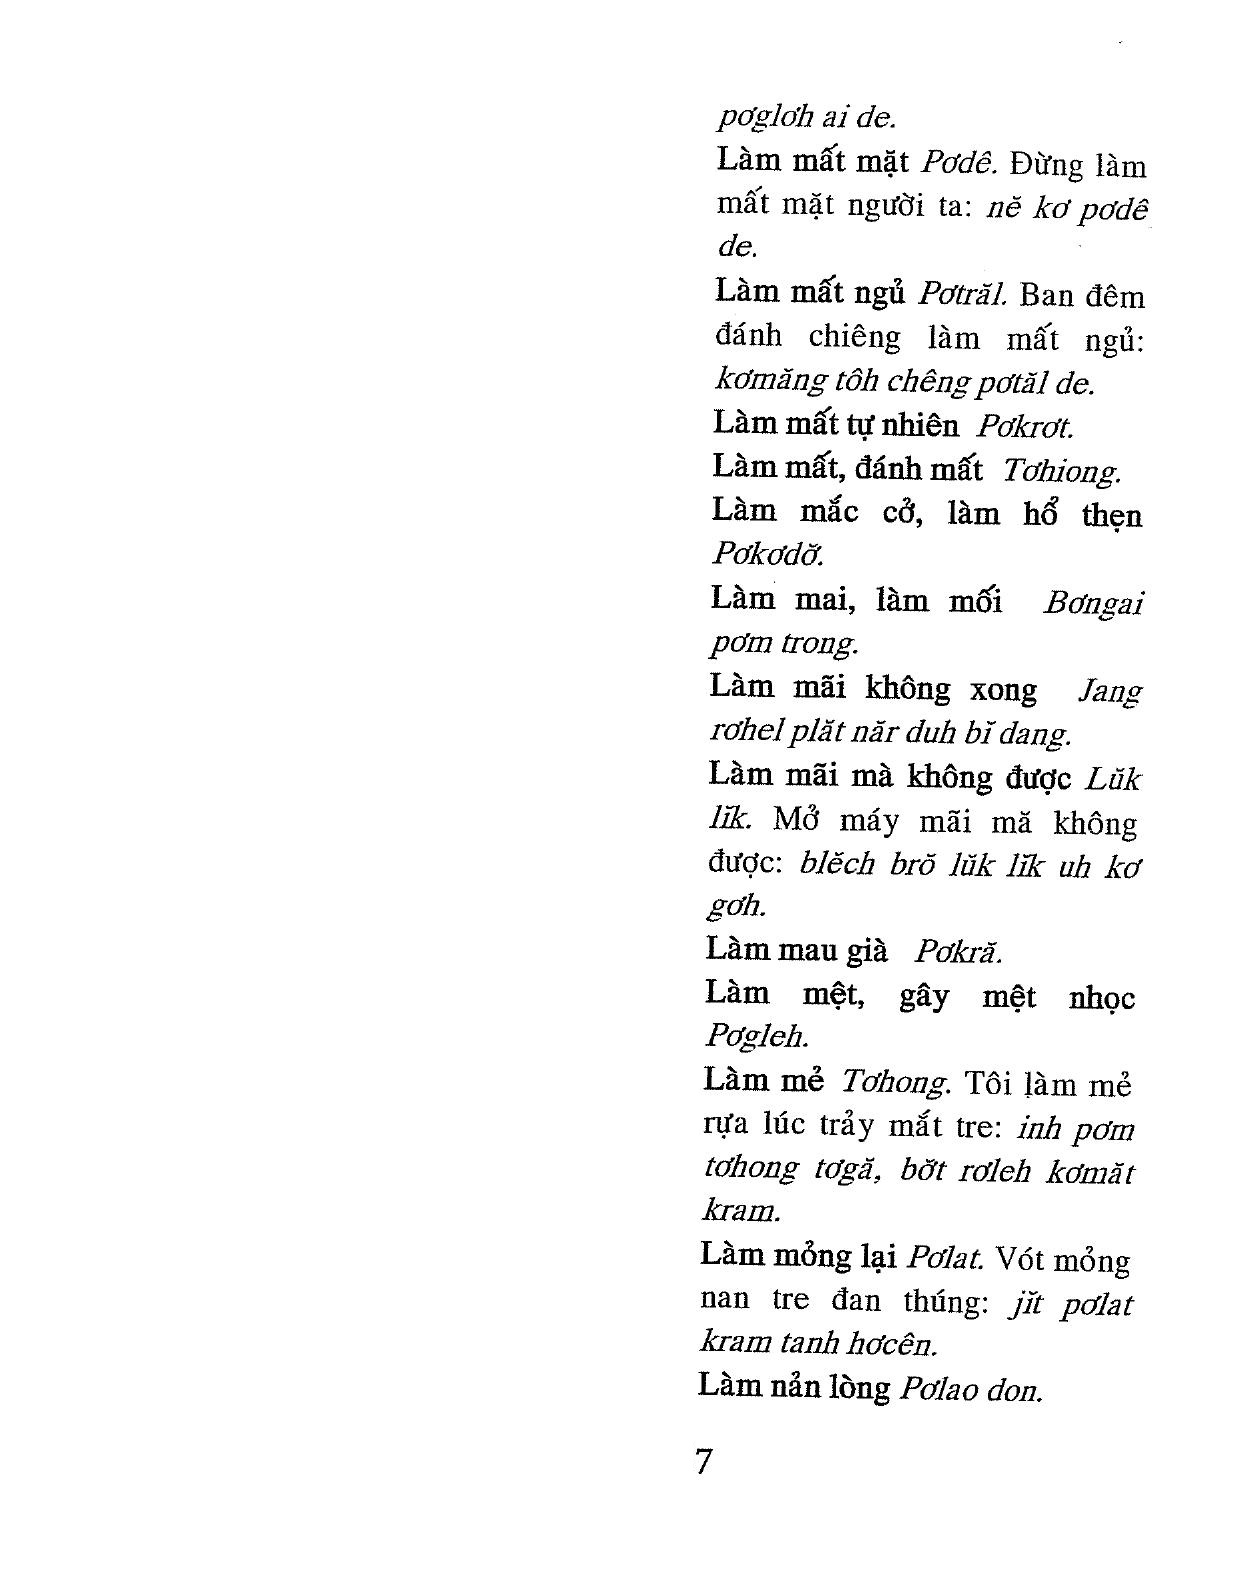 pơglơh ai de.
Làm mất mặt Pơdê. Đừng làm
mất mặt người ta: nĕ kơ pơdê
de.
Làm mất ngủ Pơtrăl. Ban đêm
đánh chiêng làm mất ngủ:
kơmăng tôh chêng pơtăl de.
Làm mất tự nhiên Pơkrơt.
Làm mất, đánh mất Tơhiong.
Làm mắc cở, làm hổ thẹn
Pơkơdơ̆.
Làm mai, làm mối Bơngai
pơm trong.
Làm mãi không xong Jang
rơhel plăt năr duh bĭ dang.
Làm mãi mà không được Lŭk
lĭk. Mở máy mãi mă không
được: blĕch brŏ lŭk lĭk uh kơ
gơh.
Làm mau già Pơkră.
Làm mệt, gây mệt nhọc
Pơgleh.
Làm mẻ Tơhong. Tôi làm mẻ
rựa lúc trảy mắt tre: inh pơm
tơhong tơgă, bơ̆t rơleh kơmăt
kram.
Làm mỏng lại Pơlat. Vót mỏng
nan tre đan thúng: jĭt pơlat
kram tanh hơcên.
Làm nản lòng Pơlao don.
7